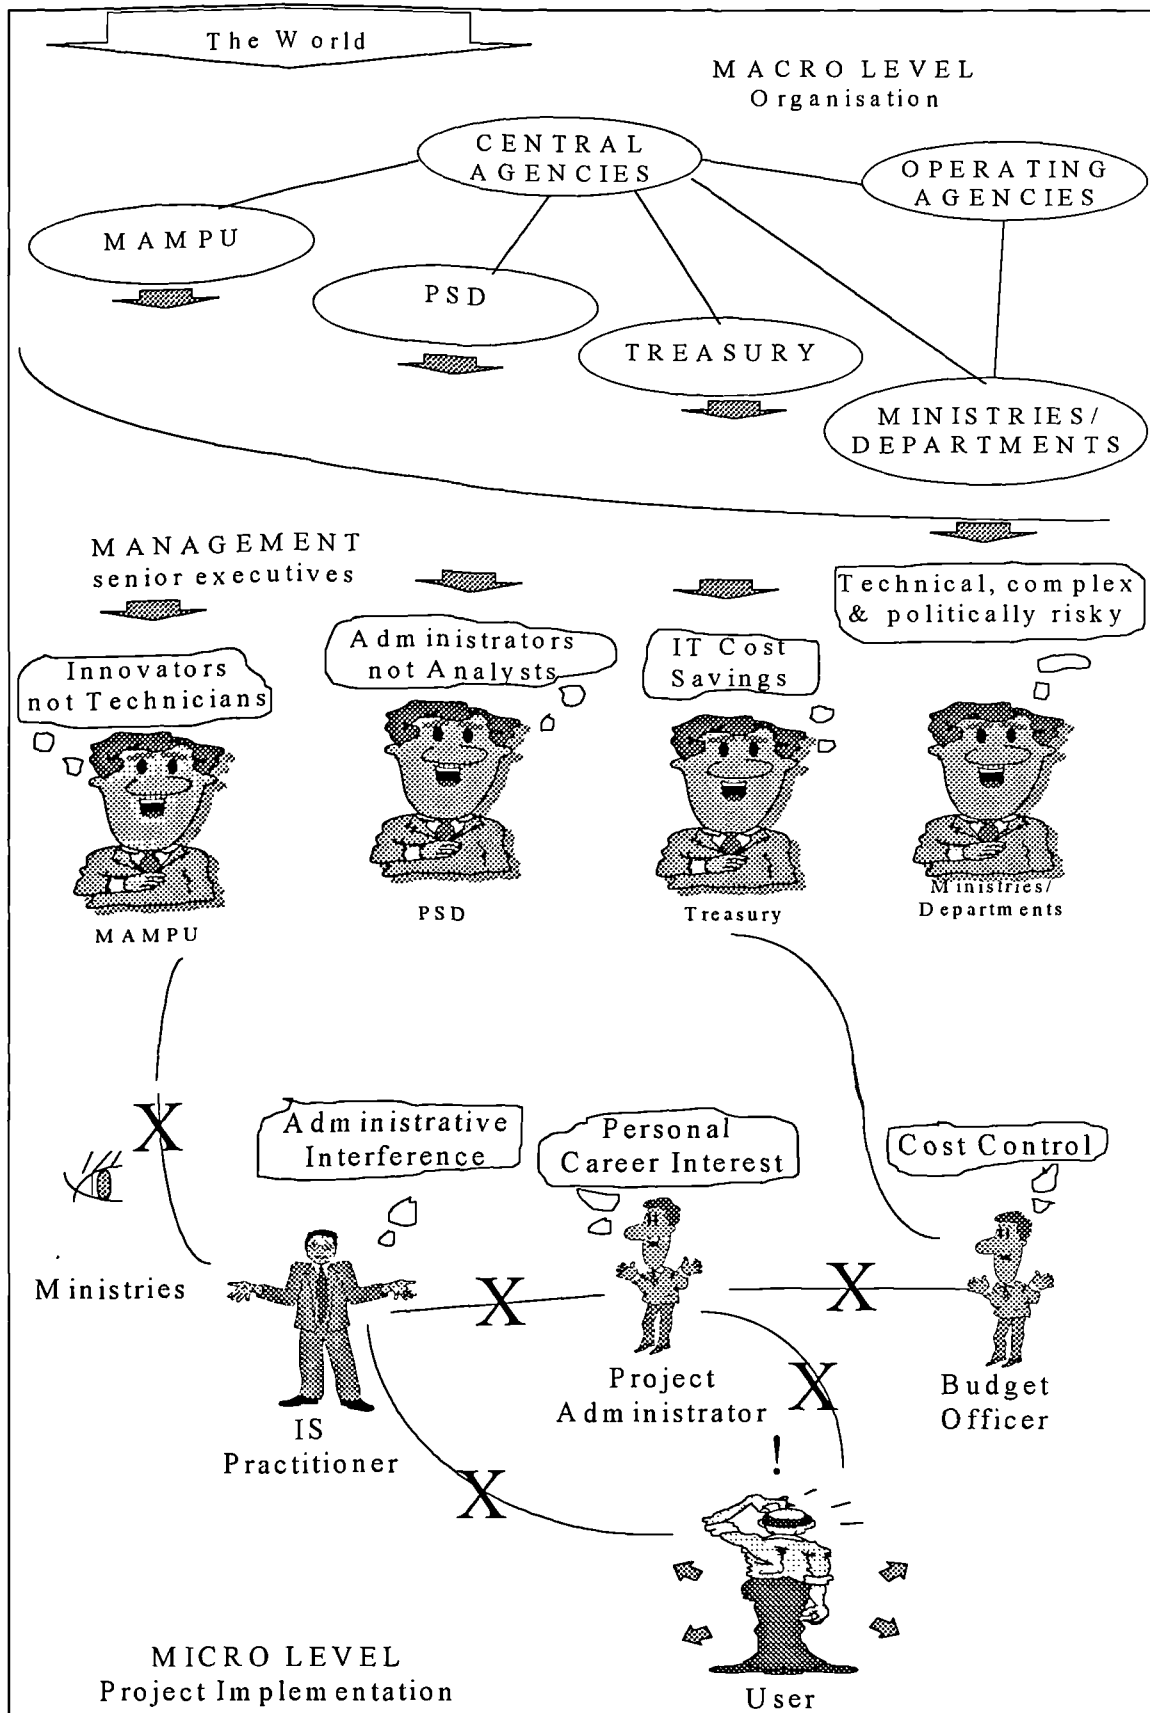 The World
MACRO LEVEL
Organisation
CENTRAL
AGENCIES
OPERATING
AGENCIES
MAMPU
PSD
TREASURY
MINISTRIES/
DEPARTMENTS
MANAGEMENT
senior executives
Technical, complex
& politically risky
Administrators
not Analysts
IT Cost
Savings
Innovators
not Technicians
MAMPU
PSD
Treasury
Ministries/
Departments
X
Administrative
Interference
Personal
Career Interest
Cost Control
Ministries
X
X
IS
Practitioner
Project
Administrator
X
Budget
Officer
!
X
User
MICRO LEVEL
Project Implementation